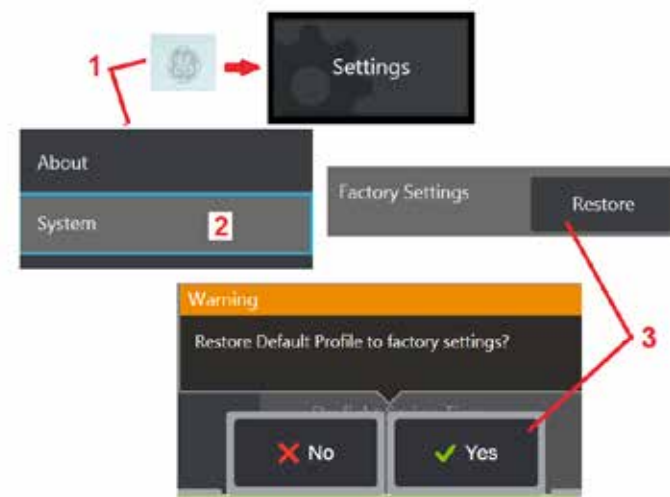 1
Settings
About
System
2
Factory Settings
Restore
Warning
Restore Default Profile to factory settings?
3
No
Yes